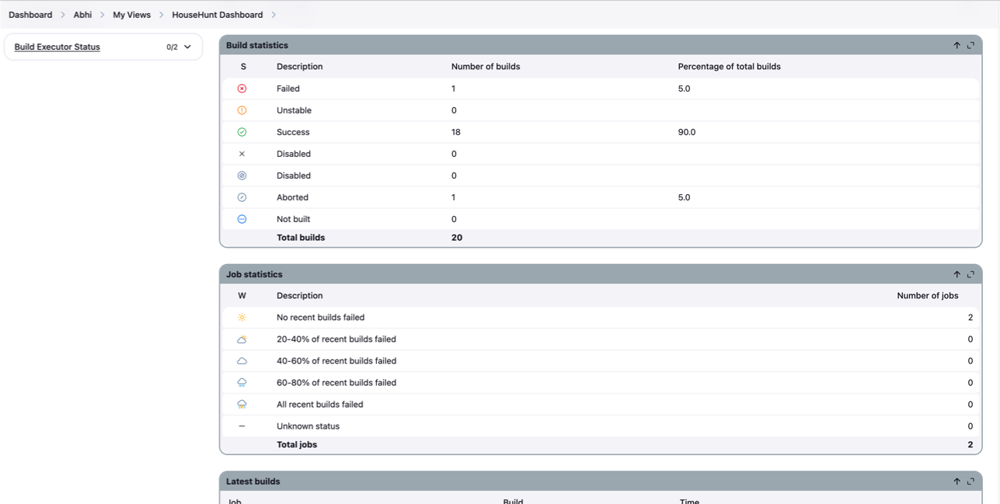 Dashboard > Abhi > My Views > HouseHunt Dashboard >
Build Executor Status 0/2
Build statistics
S Description Number of builds Percentage of total builds
Failed 1 5.0
Unstable 0
Success 18 90.0
Disabled 0
Disabled 0
Aborted 1 5.0
Not built 0
Total builds 20
Job statistics
W Description Number of jobs
No recent builds failed 2
20-40% of recent builds failed 0
40-60% of recent builds failed 0
60-80% of recent builds failed 0
All recent builds failed 0
Unknown status 0
Total jobs 2
Latest builds
Job Build Time